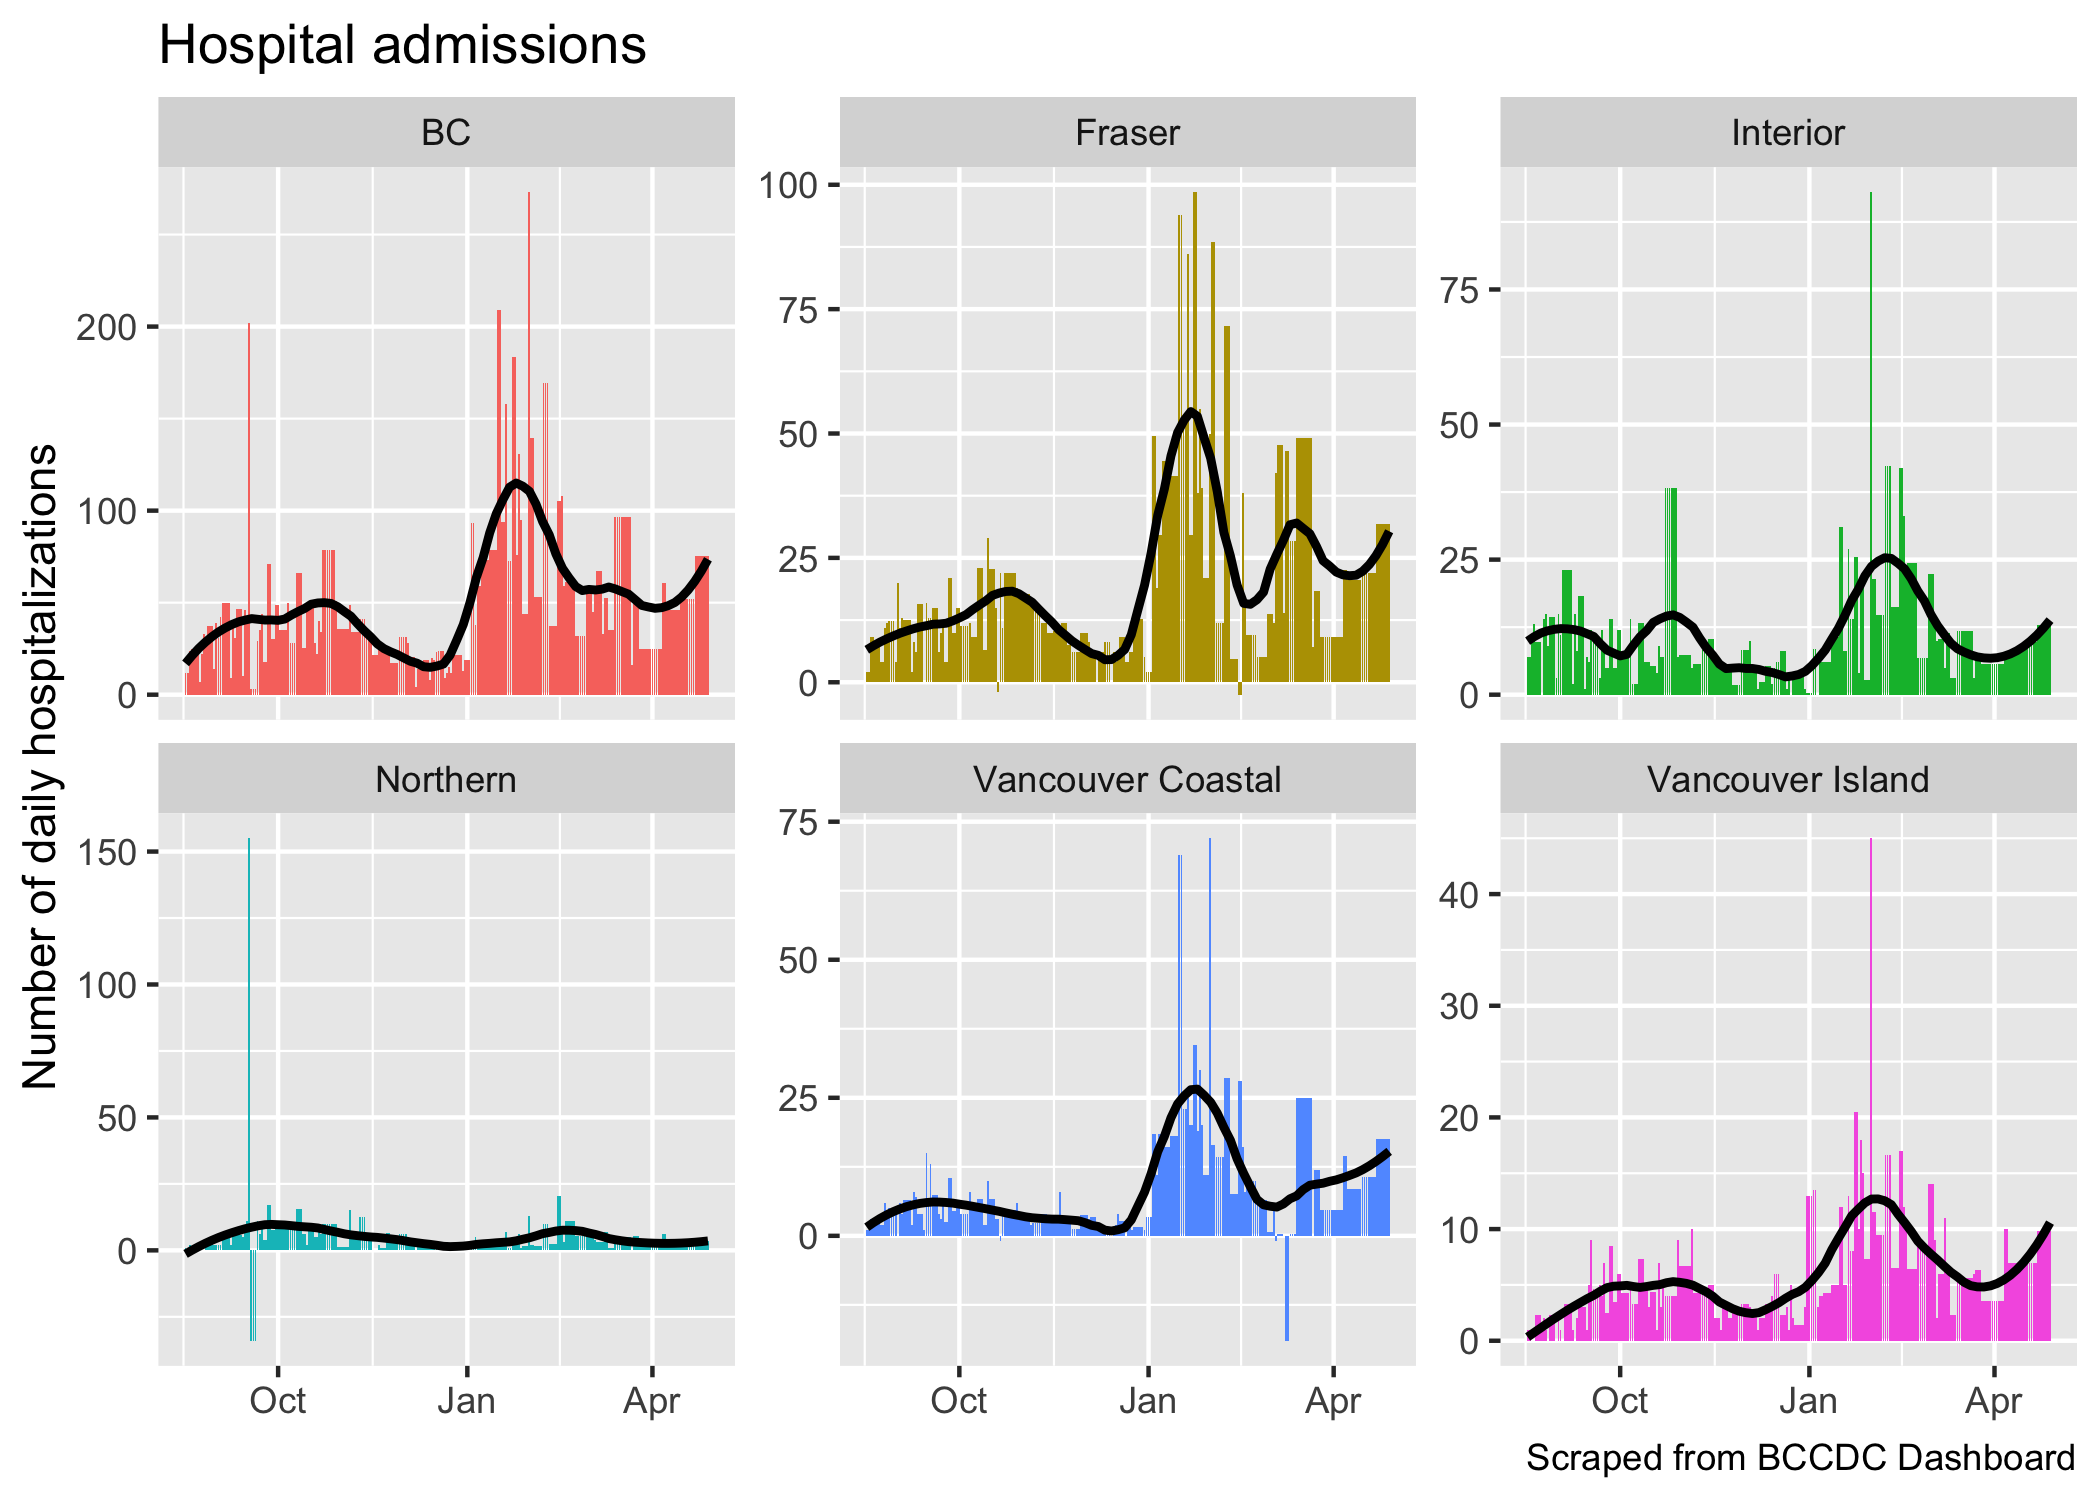 Hospital admissions
BC
Fraser
Interior
200
100
0
100
75
50
25
0
75
50
25
0
Number of daily hospitalizations
Northern
Vancouver Coastal
Vancouver Island
150
100
50
0
75
50
25
0
40
30
20
10
0
Oct Jan Apr
Oct Jan Apr
Oct Jan Apr
Scraped from BCCDC Dashboard